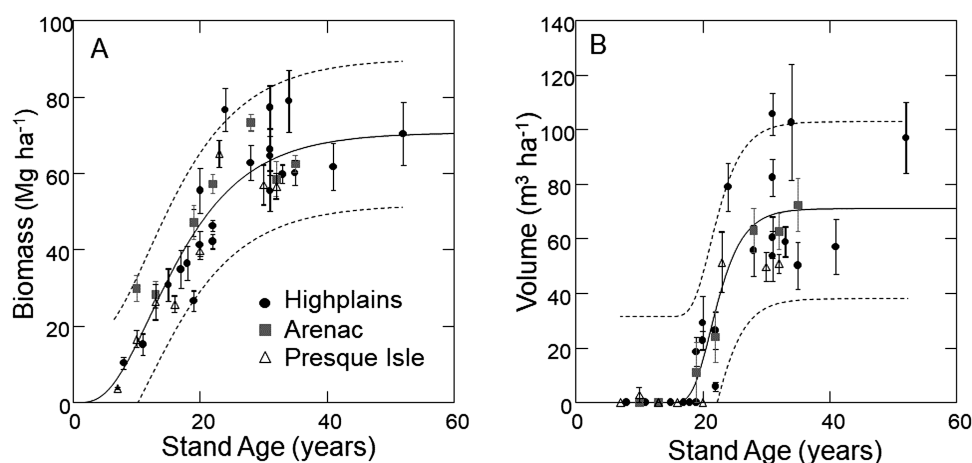 A
Biomass (Mg ha-1)
100
80
60
40
20
0
Highplains
Arenac
Presque Isle
0 20 40 60
Stand Age (years)
B
Volume (m3 ha-1)
140
120
100
80
60
40
20
0
0 20 40 60
Stand Age (years)